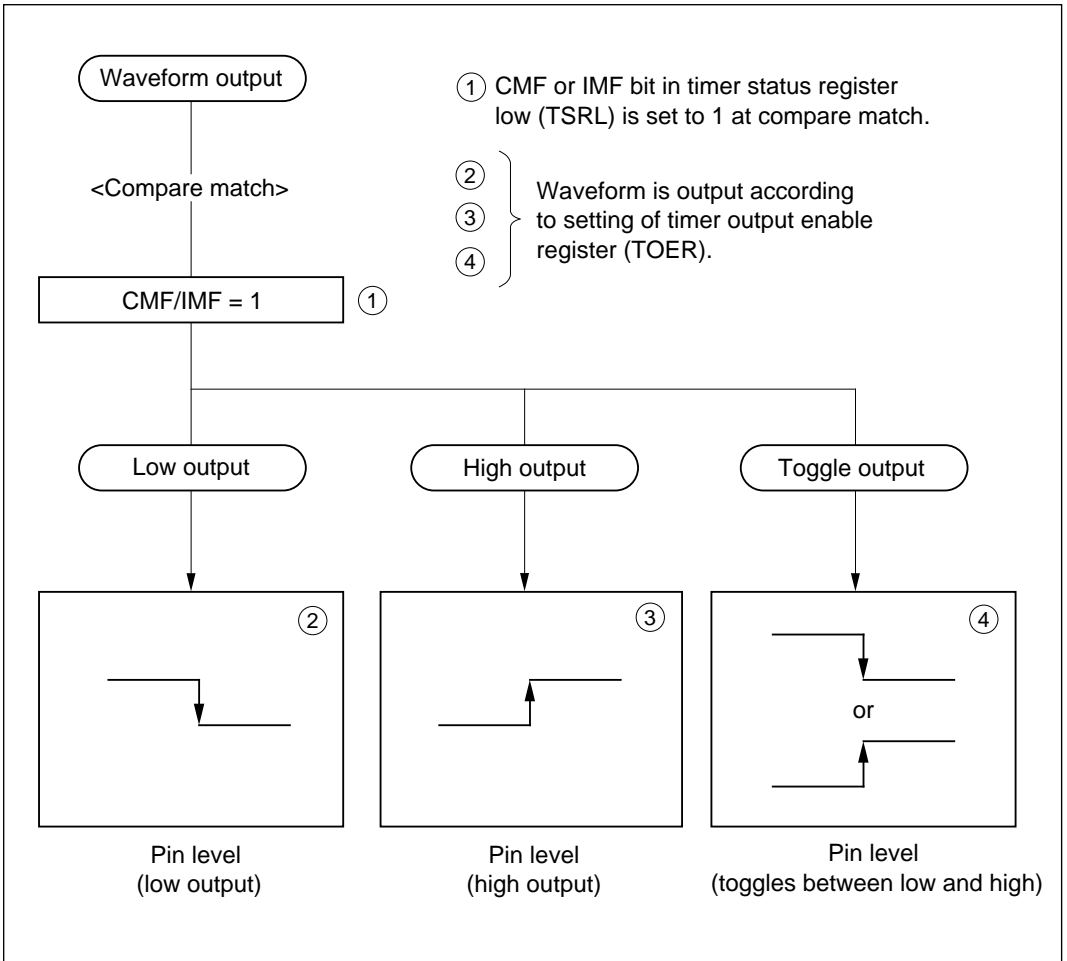 Waveform output
① CMF or IMF bit in timer status register
low (TSRL) is set to 1 at compare match.
<Compare match>
②
③
④
Waveform is output according
to setting of timer output enable
register (TOER).
CMF/IMF = 1
①
Low output
High output
Toggle output
②
③
④
or
Pin level
(low output)
Pin level
(high output)
Pin level
(toggles between low and high)